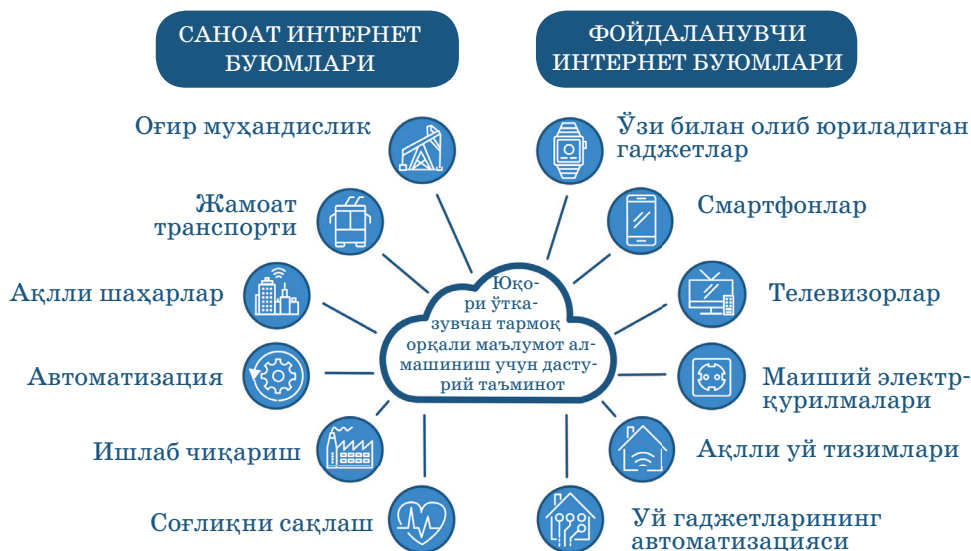 САНОАТ ИНТЕРНЕТ
БУЮМЛАРИ
ФОЙДАЛАНУВЧИ
ИНТЕРНЕТ БУЮМЛАРИ
Оғир муҳандислик
Жамоат
транспорти
Ақлли шаҳарлар
Автоматизация
Ишлаб чиқариш
Соғлиқни сақлаш
Юқо-
ри ўтка-
зувчан тармоқ
орқали маълумот ал-
машиниш учун дасту-
рий таъминот
Ўзи билан олиб юриладиган
гаджетлар
Смартфонлар
Телевизорлар
Маиший электр-
қурилмалари
Ақлли уй тизимлари
Уй гаджетларининг
автоматизацияси